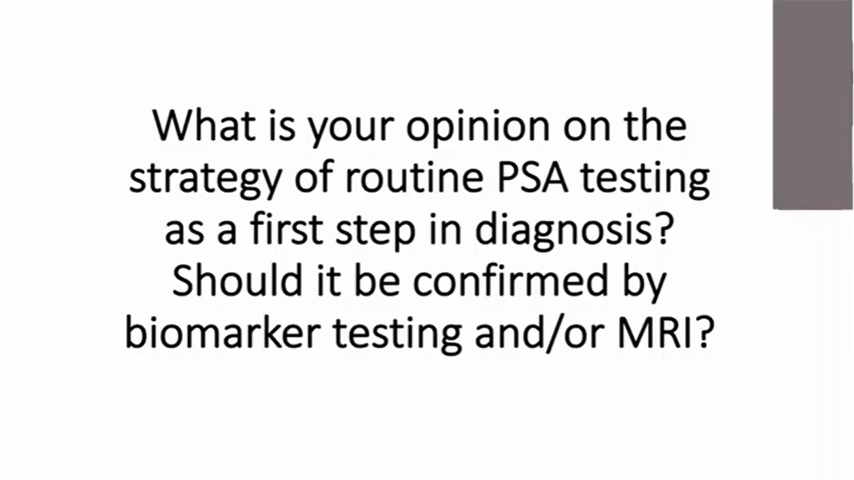 What is your opinion on the
strategy of routine PSA testing
as a first step in diagnosis?
Should it be confirmed by
biomarker testing and/or MRI?